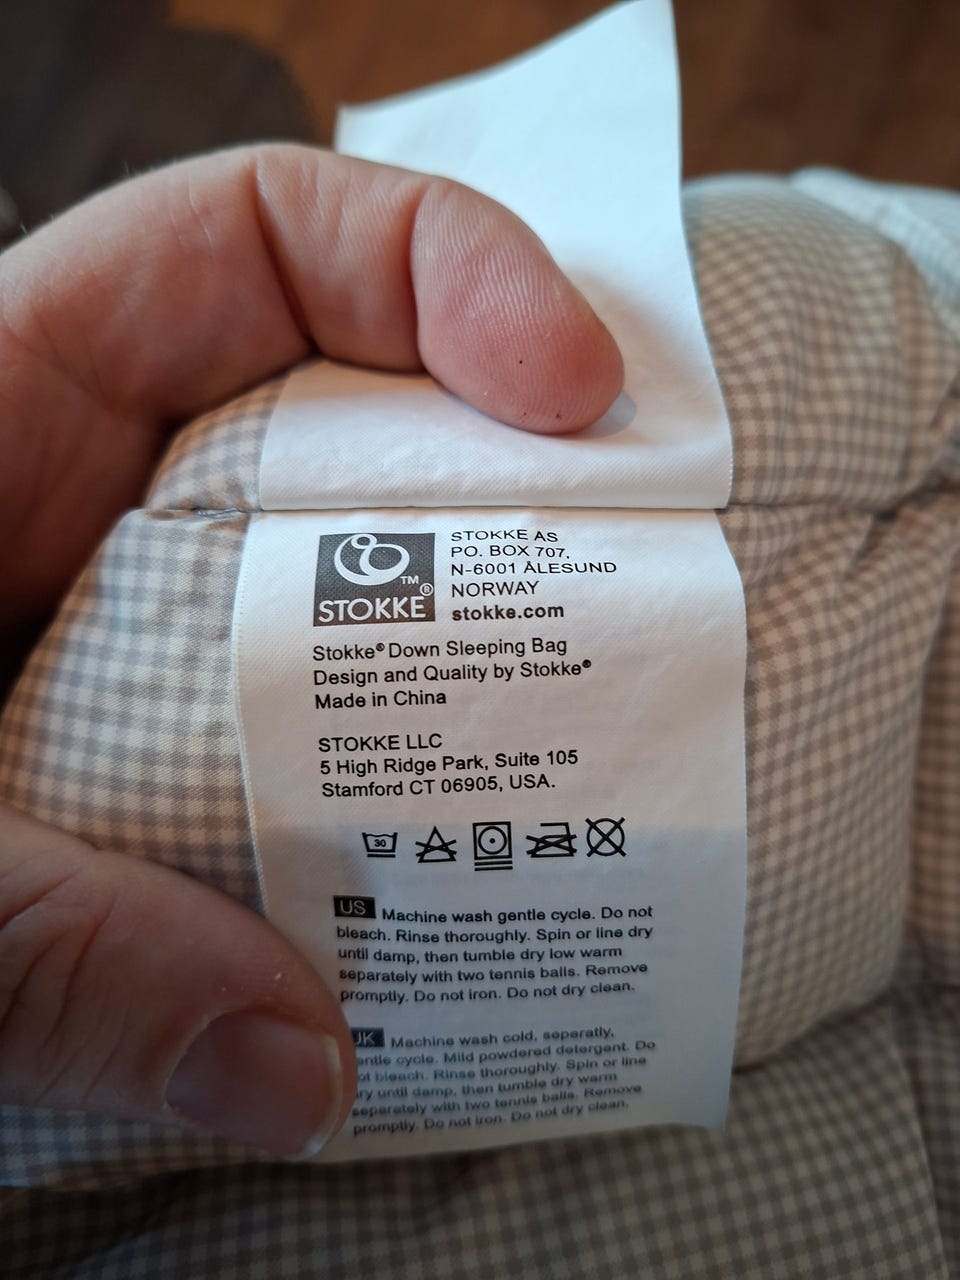 STOKKE AS
PO. BOX 707,
N-6001 ÅLESUND
NORWAY
stokke.com
TM
STOKKE®
Stokke® Down Sleeping Bag
Design and Quality by Stokke®
Made in China
STOKKE LLC
5 High Ridge Park, Suite 105
Stamford CT 06905, USA.
30
US Machine wash gentle cycle. Do not
bleach. Rinse thoroughly. Spin or line dry
until damp, then tumble dry low warm
separately with two tennis balls. Remove
promptly. Do not iron. Do not dry clean.
Machine wash cold, seperatly,
cycle. Mild powdered detergent. Do
bleach. Rinse thoroughly. Spin or line
until damp, then tumble dry warm
separately with two tennis balls. Remove
promptly. Do not iron. Do not dry clean.